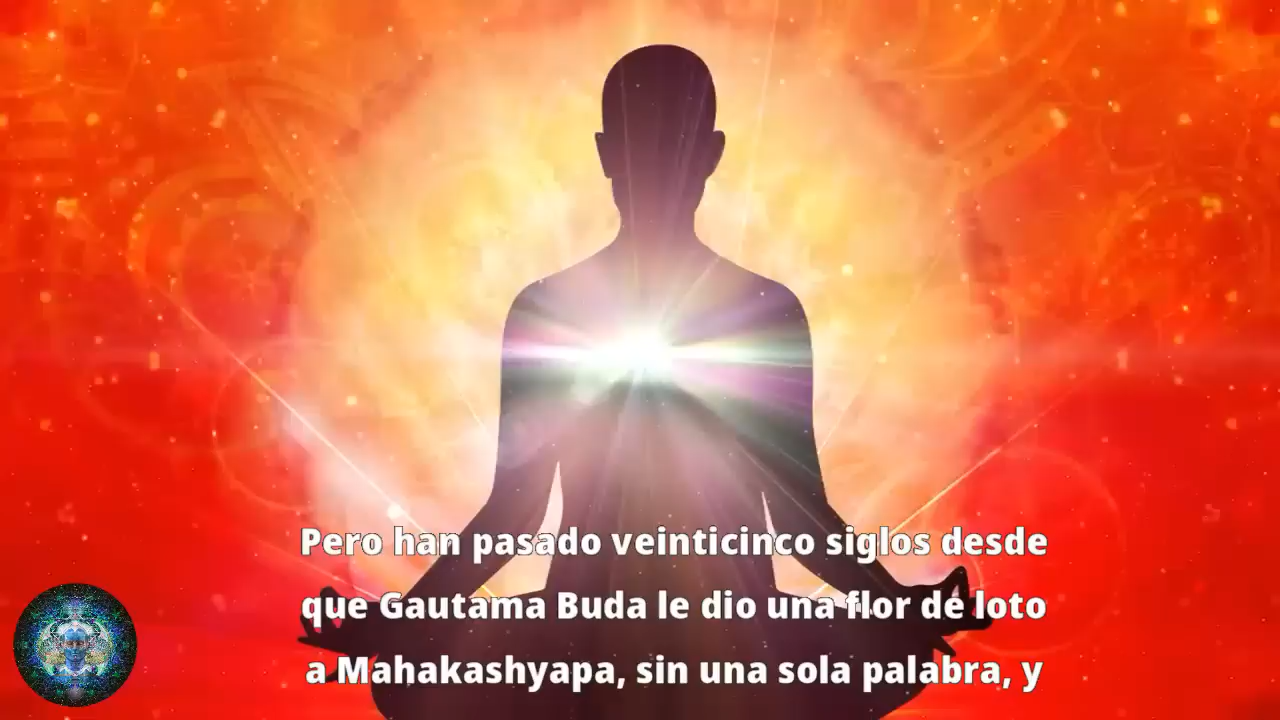 Pero han pasado veinticinco siglos desde
que Gautama Buda le dio una flor de loto
a Mahakashyapa, sin una sola palabra, y